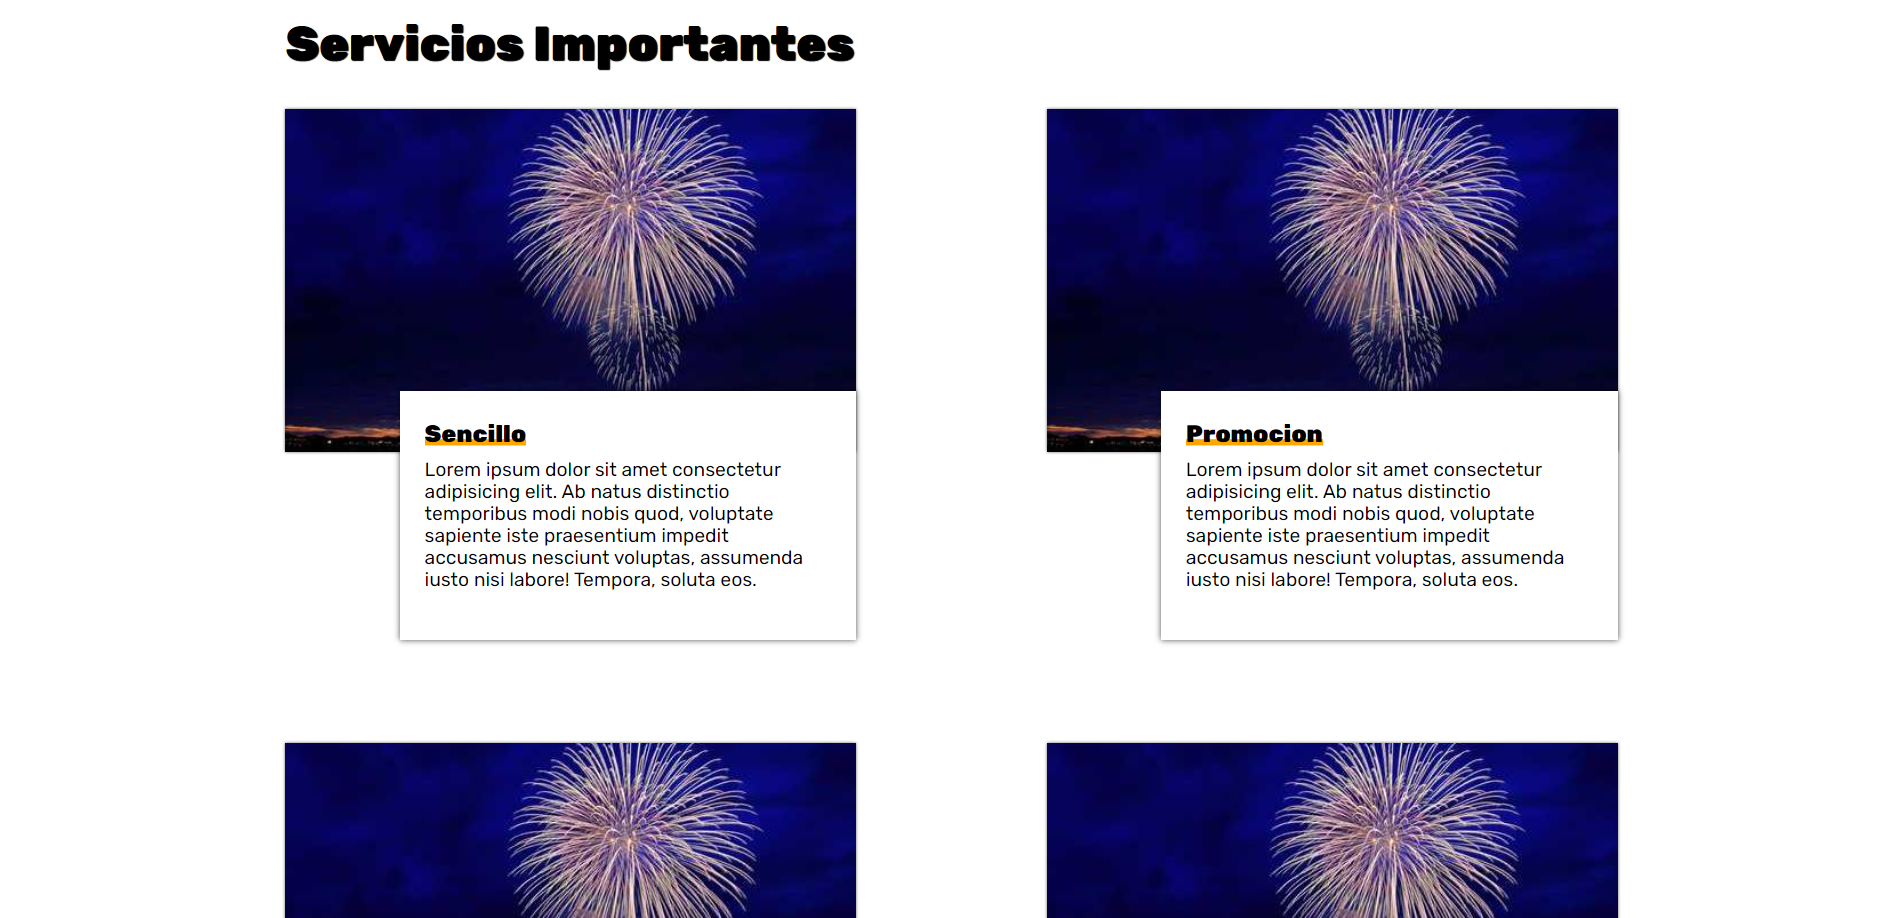 Servicios Importantes
Sencillo
Lorem ipsum dolor sit amet consectetur
adipisicing elit. Ab natus distinctio
temporibus modi nobis quod, voluptate
sapiente iste praesentium impedit
accusamus nesciunt voluptas, assumenda
iusto nisi labore! Tempora, soluta eos.
Promocion
Lorem ipsum dolor sit amet consectetur
adipisicing elit. Ab natus distinctio
temporibus modi nobis quod, voluptate
sapiente iste praesentium impedit
accusamus nesciunt voluptas, assumenda
iusto nisi labore! Tempora, soluta eos.